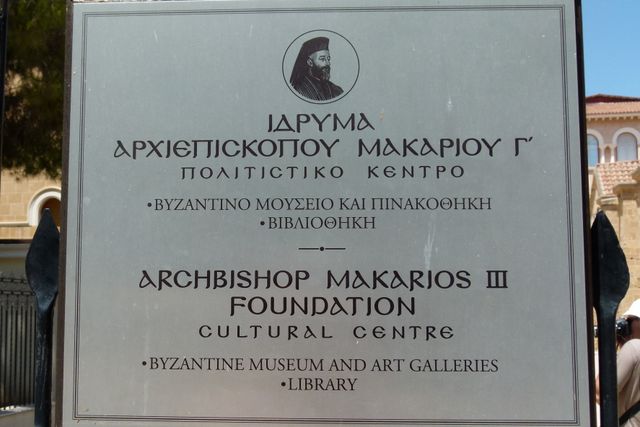 ΙΔΡΥΜΑ
ΑΡΧΙΕΠΙΣΚΟΠΟΥ ΜΑΚΑΡΙΟΥ Γ'
ΠΟΛΙΤΙΣΤΙΚΟ ΚΕΝΤΡΟ
•ΒΥΖΑΝΤΙΝΟ ΜΟΥΣΕΙΟ ΚΑΙ ΠΙΝΑΚΟΘΗΚΗ
•ΒΙΒΛΙΟΘΗΚΗ
ARCHBISHOP MAKARIOS III
FOUNDATION
CULTURAL CENTRE
•BYZANTINE MUSEUM AND ART GALLERIES
•LIBRARY